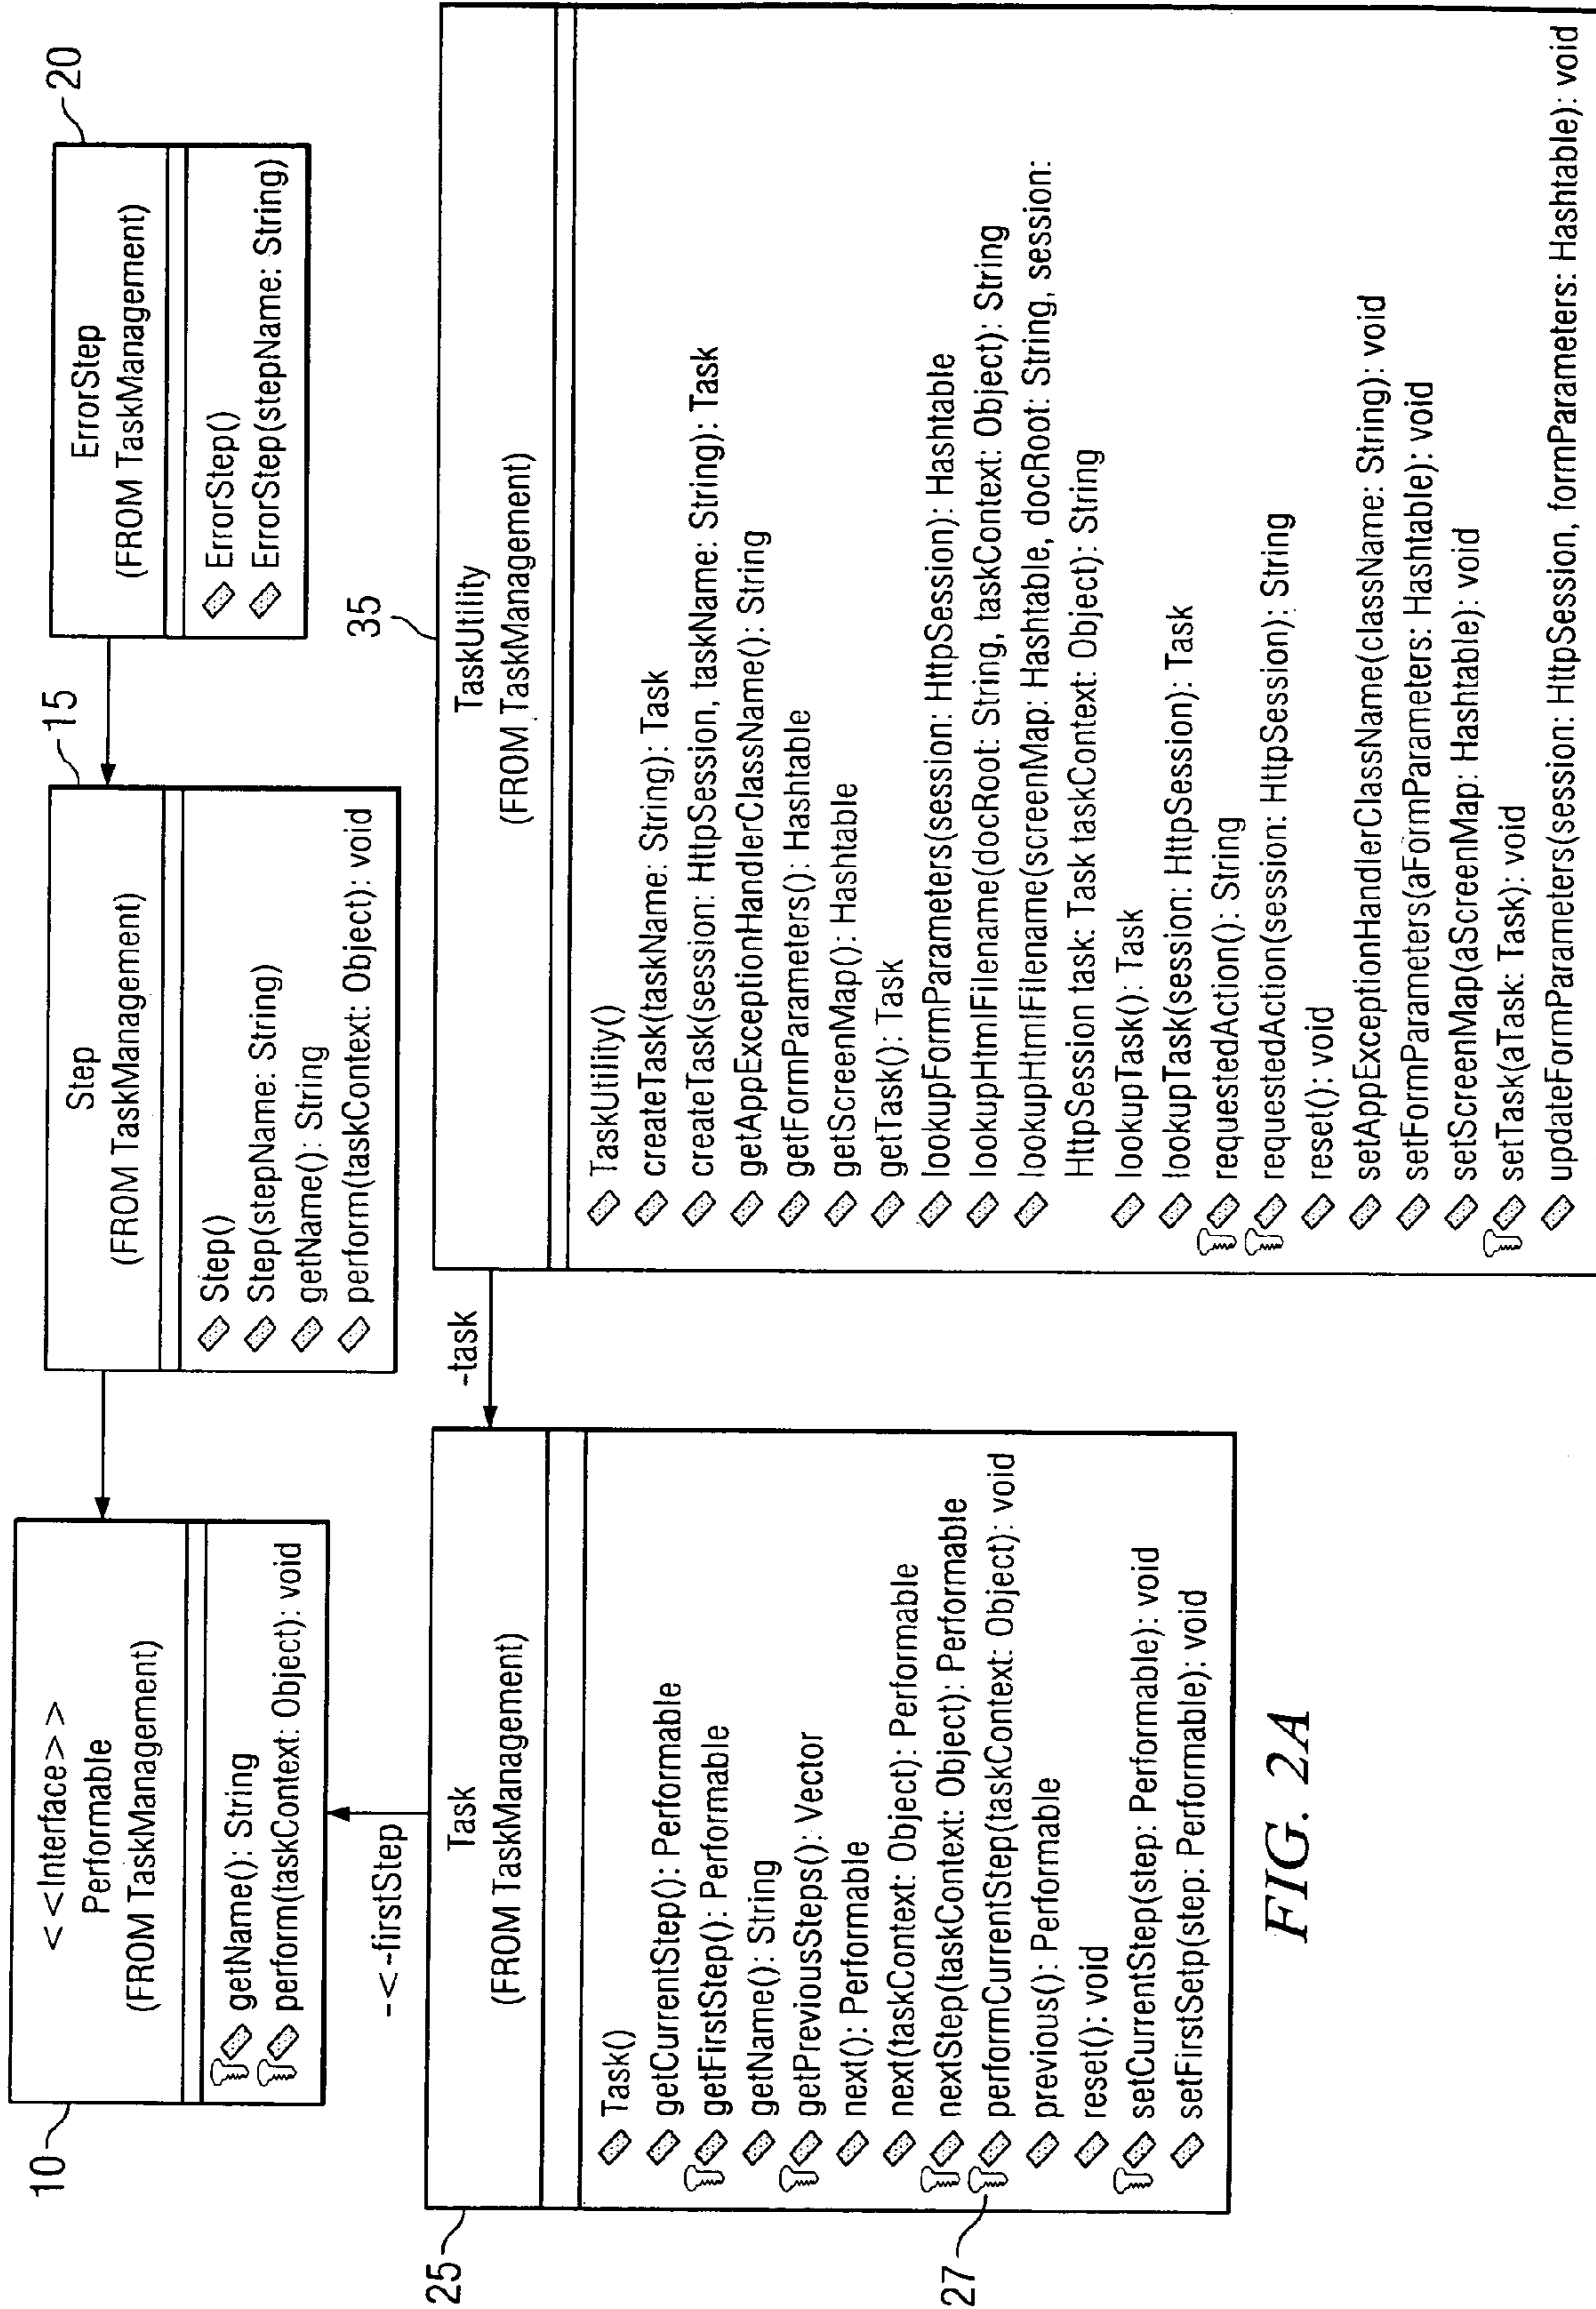 <<Interface>>
Performable
(FROM TaskManagement)
getName(): String
perform(taskContext: Object): void
10
Step
(FROM TaskManagement)
Step()
Step(stepName: String)
getName(): String
perform(taskContext: Object): void
15
ErrorStep
(FROM TaskManagement)
ErrorStep()
ErrorStep(stepName: String)
20
-<-firstStep
Task
(FROM TaskManagement)
Task()
getCurrentStep(): Performable
getFirstStep(): Performable
getName(): String
getPreviousSteps(): Vector
next(): Performable
next(taskContext: Object): Performable
nextStep(taskContext: Object): Performable
performCurrentStep(taskContext: Object): void
previous(): Performable
reset(): void
setCurrentStep(step: Performable): void
setFirstSetp(step: Performable): void
25
27
-task
35
TaskUtility
(FROM TaskManagement)
TaskUtility()
createTask(taskName: String): Task
createTask(session: HttpSession, taskName: String): Task
getAppExceptionHandlerClassName(): String
getFormParameters(): Hashtable
getScreenMap(): Hashtable
getTask(): Task
lookupFormParameters(session: HttpSession): Hashtable
lookupHtmlFilename(docRoot: String, taskContext: Object): String
lookupHtmlFilename(screenMap: Hashtable, docRoot: String, session:
HttpSession task: Task taskContext: Object): String
lookupTask(): Task
lookupTask(session: HttpSession): Task
requestedAction(): String
requestedAction(session: HttpSession): String
reset(): void
setAppExceptionHandlerClassName(className: String): void
setFormParameters(aFormParameters: Hashtable): void
setScreenMap(aScreenMap: Hashtable): void
setTask(aTask: Task): void
updateFormParameters(session: HttpSession, formParameters: Hashtable): void
FIG. 2A